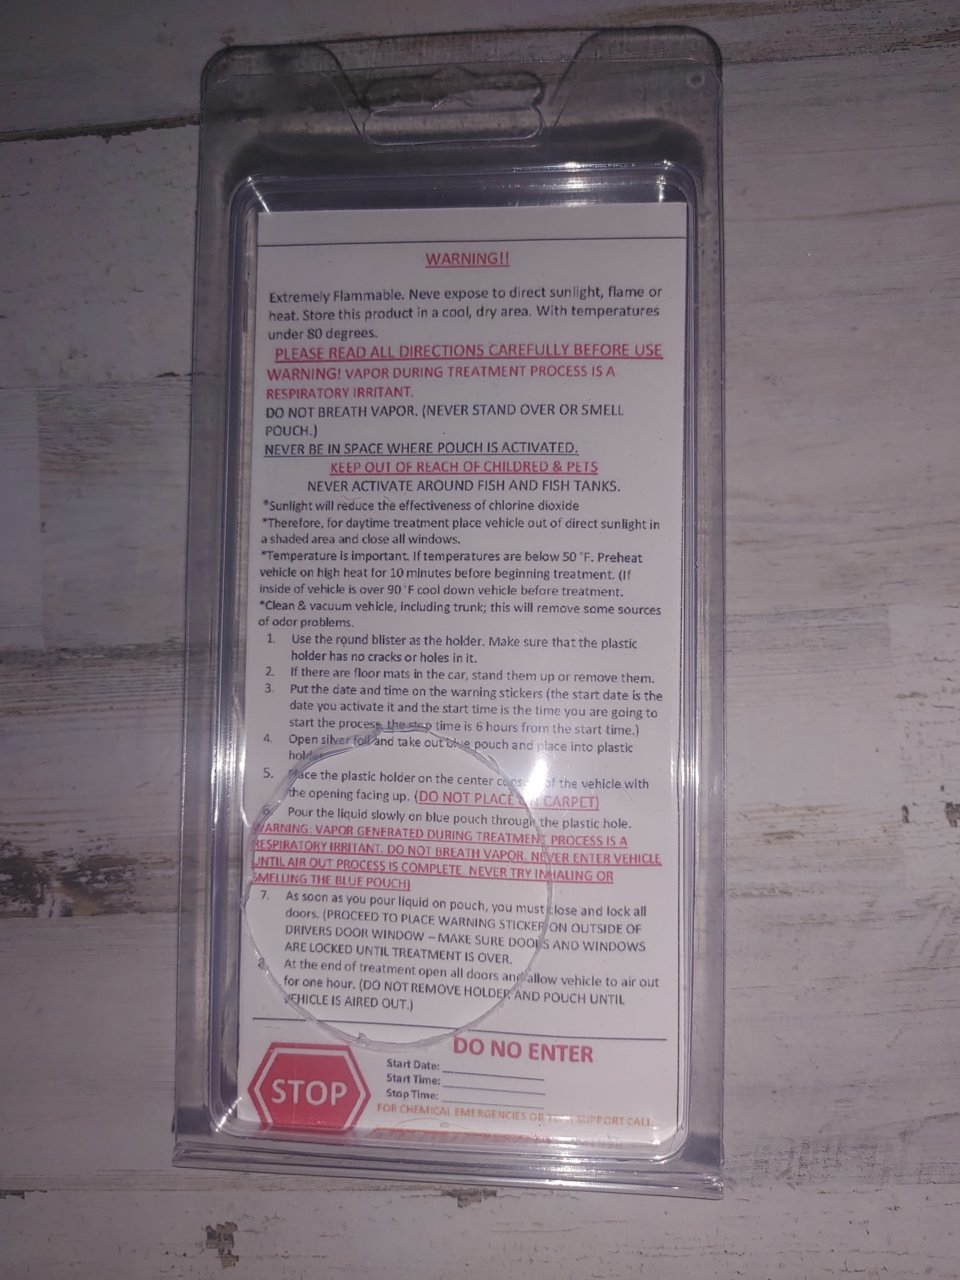 WARNING!!
Extremely Flammable. Neve expose to direct sunlight, flame or
heat. Store this product in a cool, dry area. With temperatures
under 80 degrees.
PLEASE READ ALL DIRECTIONS CAREFULLY BEFORE USE
WARNING! VAPOR DURING TREATMENT PROCESS IS A
RESPIRATORY IRRITANT.
DO NOT BREATH VAPOR. (NEVER STAND OVER OR SMELL
POUCH.)
NEVER BE IN SPACE WHERE POUCH IS ACTIVATED.
KEEP OUT OF REACH OF CHILDRED & PETS
NEVER ACTIVATE AROUND FISH AND FISH TANKS.
*Sunlight will reduce the effectiveness of chlorine dioxide
*Therefore, for daytime treatment place vehicle out of direct sunlight in
a shaded area and close all windows.
*Temperature is important. If temperatures are below 50 °F. Preheat
vehicle on high heat for 10 minutes before beginning treatment. (If
inside of vehicle is over 90 °F cool down vehicle before treatment.
*Clean & vacuum vehicle, including trunk; this will remove some sources
of odor problems.
1. Use the round blister as the holder. Make sure that the plastic
holder has no cracks or holes in it.
2. If there are floor mats in the car, stand them up or remove them.
3. Put the date and time on the warning stickers (the start date is the
date you activate it and the start time is the time you are going to
start the process, the stop time is 6 hours from the start time.)
4. Open silver foil and take out blue pouch and place into plastic
holder
5. Place the plastic holder on the center of the vehicle with
the opening facing up. (DO NOT PLACE ON CARPET)
6. Pour the liquid slowly on blue pouch through the plastic hole.
WARNING: VAPOR GENERATED DURING TREATMENT PROCESS IS A
RESPIRATORY IRRITANT. DO NOT BREATH VAPOR. NEVER ENTER VEHICLE
UNTIL AIR OUT PROCESS IS COMPLETE. NEVER TRY INHALING OR
SMELLING THE BLUE POUCH)
7. As soon as you pour liquid on pouch, you must close and lock all
doors. (PROCEED TO PLACE WARNING STICKER ON OUTSIDE OF
DRIVERS DOOR WINDOW – MAKE SURE DOORS AND WINDOWS
ARE LOCKED UNTIL TREATMENT IS OVER.
8. At the end of treatment open all doors and allow vehicle to air out
for one hour. (DO NOT REMOVE HOLDER AND POUCH UNTIL
VEHICLE IS AIRED OUT.)
DO NO ENTER
STOP
Start Date:
Start Time:
Stop Time:
FOR CHEMICAL EMERGENCIES OR SUPPORT CALL